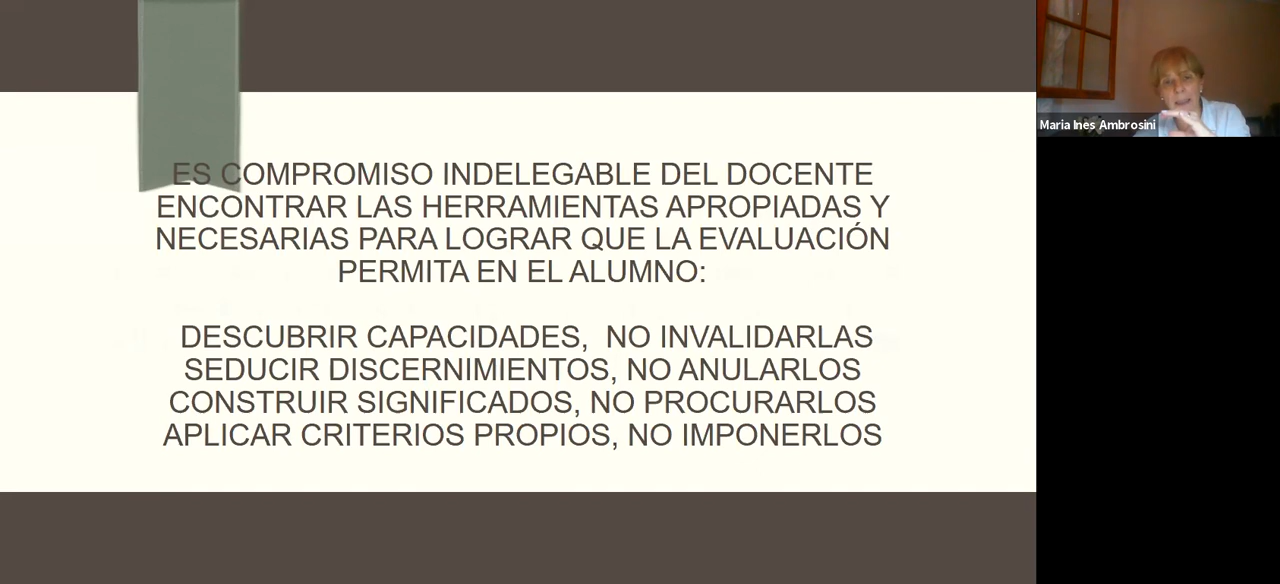 ES COMPROMISO INDELEGABLE DEL DOCENTE
ENCONTRAR LAS HERRAMIENTAS APROPIADAS Y
NECESARIAS PARA LOGRAR QUE LA EVALUACIÓN
PERMITA EN EL ALUMNO:
DESCUBRIR CAPACIDADES, NO INVALIDARLAS
SEDUCIR DISCERNIMIENTOS, NO ANULARLOS
CONSTRUIR SIGNIFICADOS, NO PROCURARLOS
APLICAR CRITERIOS PROPIOS, NO IMPONERLOS
Maria Ines Ambrosini